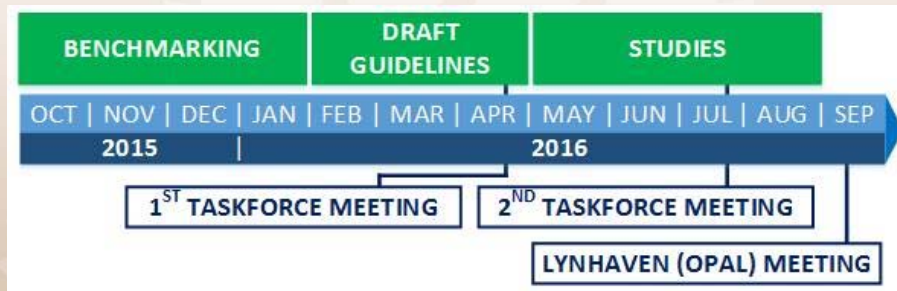 BENCHMARKING
DRAFT
GUIDELINES
STUDIES
OCT | NOV | DEC | JAN | FEB | MAR | APR | MAY | JUN | JUL | AUG | SEP
2015 | 2016
1ST TASKFORCE MEETING
2ND TASKFORCE MEETING
LYNHAVEN (OPAL) MEETING